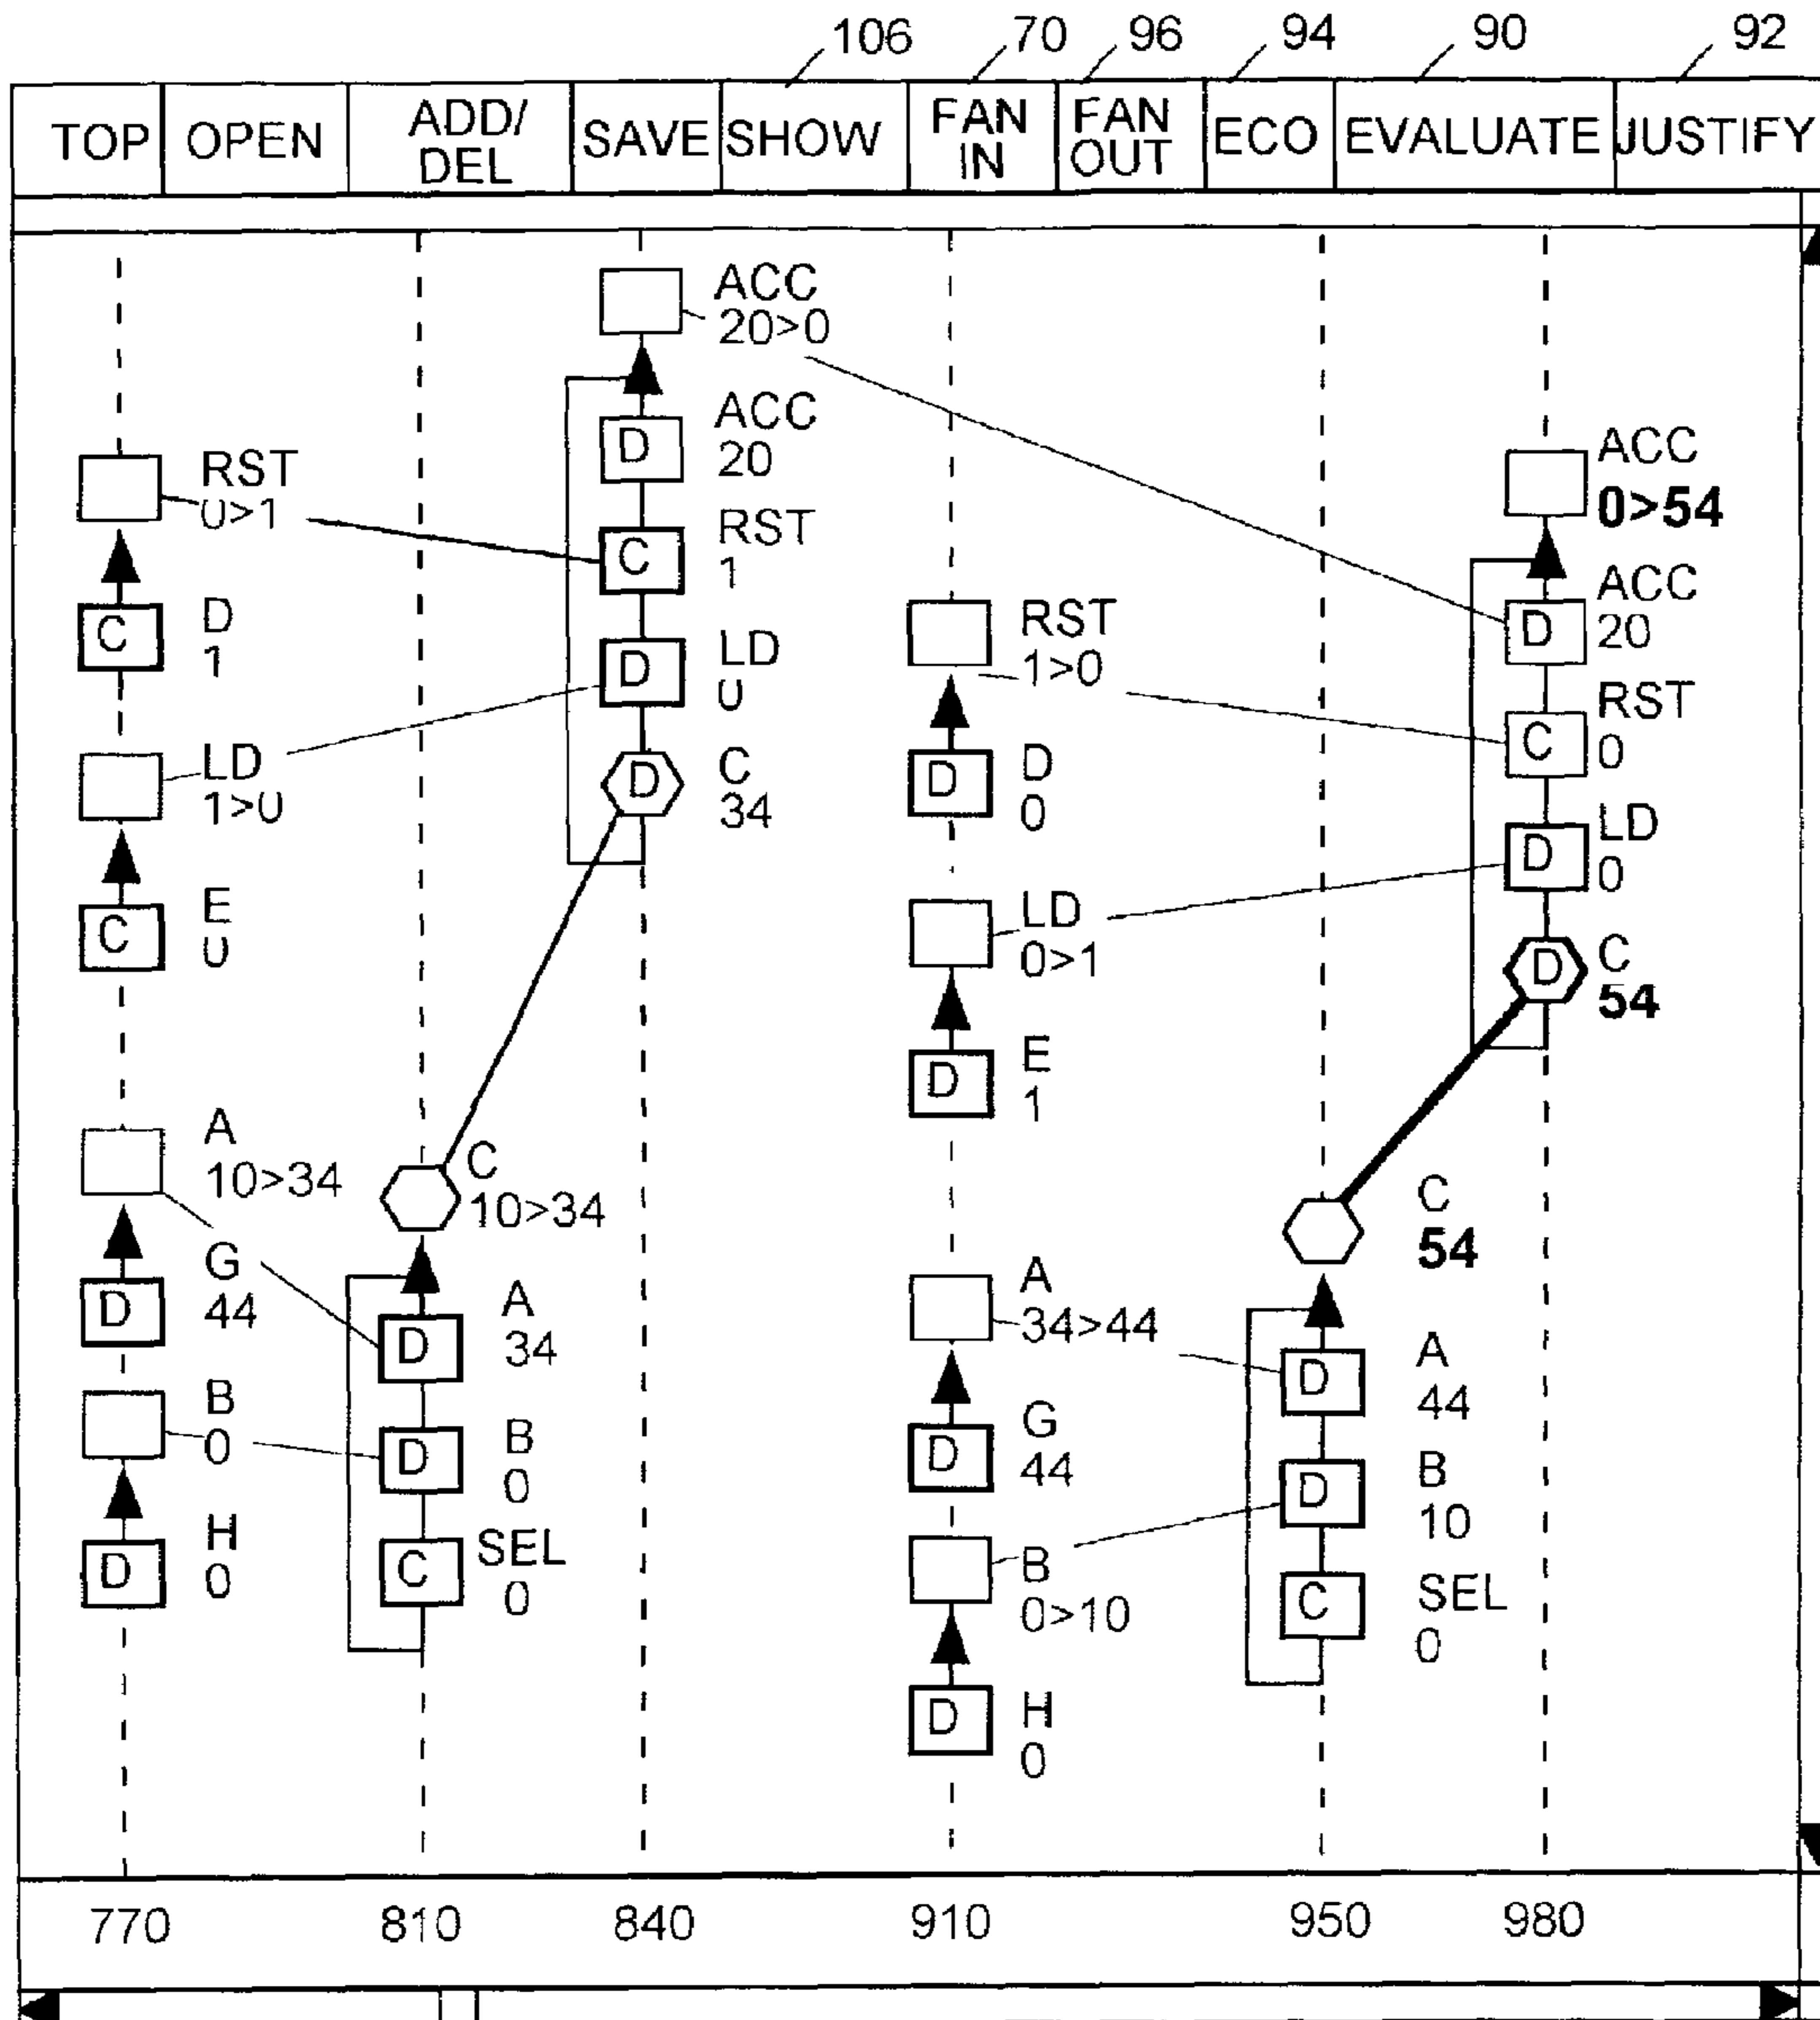 106
70
96
94
90
92
TOP
OPEN
ADD/
DEL
SAVE
SHOW
FAN
IN
FAN
OUT
ECO
EVALUATE
JUSTIFY
RST
0>1
C
D
1
LD
1>0
C
E
0
A
10>34
D
G
44
B
0
D
H
0
C
10>34
D
A
34
D
B
0
C
SEL
0
ACC
20>0
D
ACC
20
C
RST
1
D
LD
0
D
C
34
RST
1>0
D
D
0
LD
0>1
D
E
1
A
34>44
D
G
44
B
0>10
D
H
0
C
54
D
A
44
D
B
10
C
SEL
0
ACC
0>54
D
ACC
20
C
RST
0
D
LD
0
D
C
54
770
810
840
910
950
980